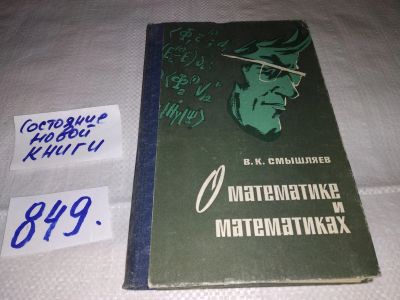 Состояние
новой
книги
849.
В. К. СМЫШЛЯЕВ
О МАТЕМАТИКЕ
И
МАТЕМАТИКАХ